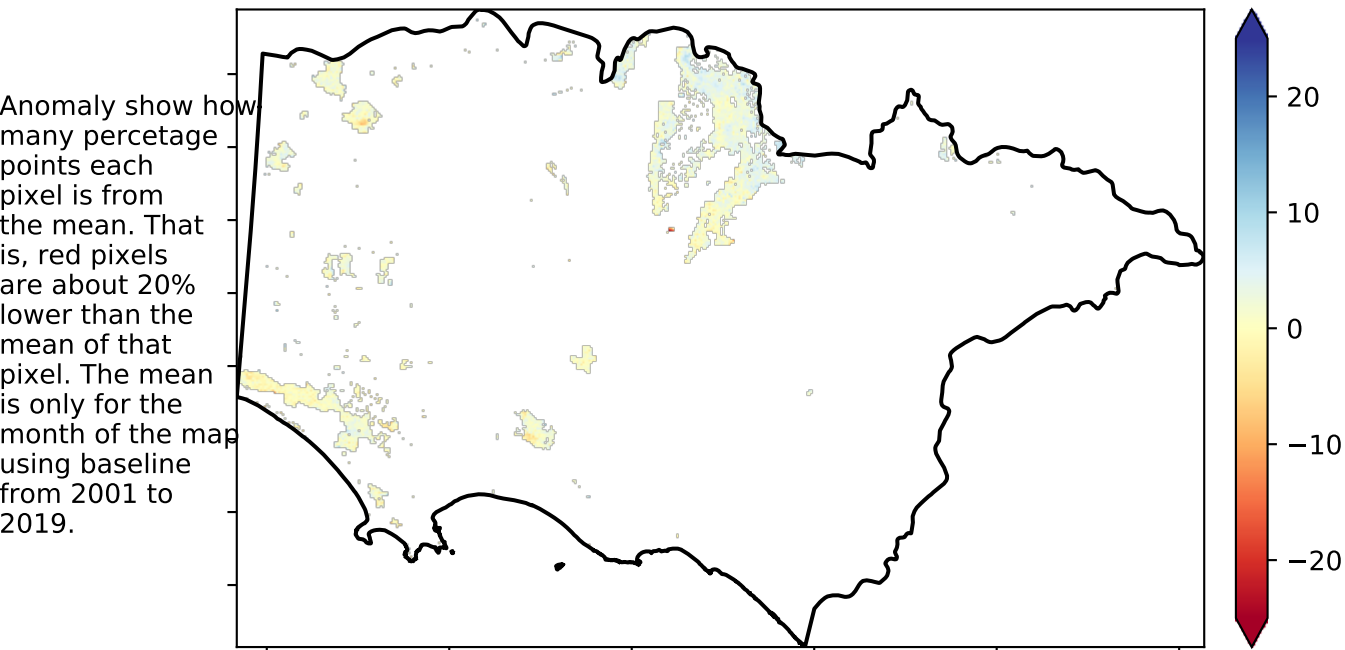 Anomaly show how
many percetage
points each
pixel is from
the mean. That
is, red pixels
are about 20%
lower than the
mean of that
pixel. The mean
is only for the
month of the map
using baseline
from 2001 to
2019.
20
10
0
−10
−20